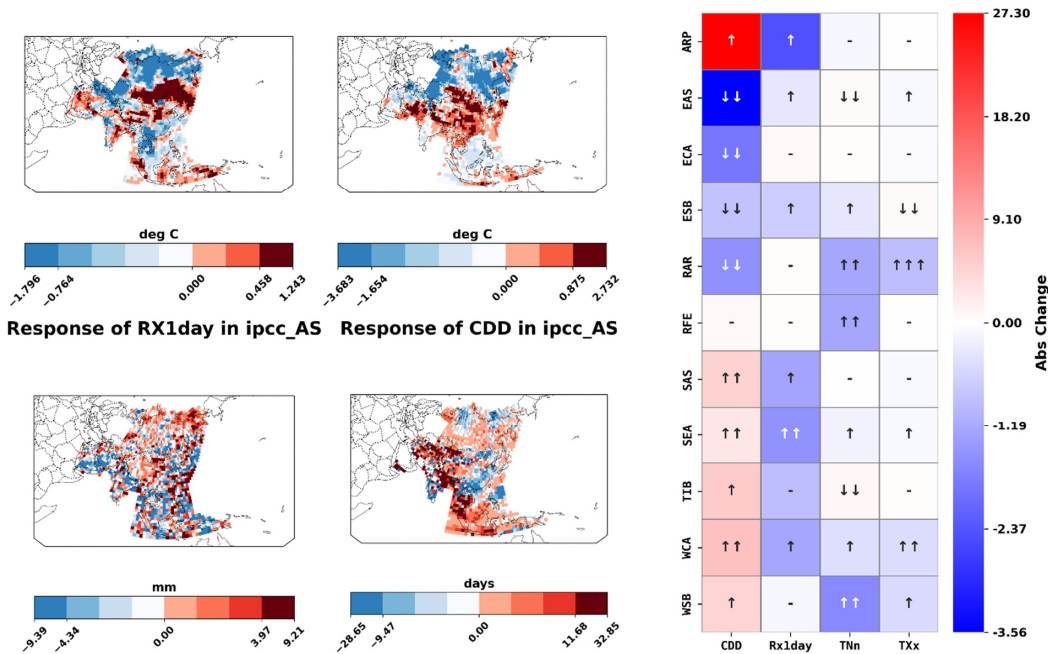 deg C
−1.796
−0.764
0.000
0.458
1.243
deg C
−3.683
−1.654
0.000
0.875
2.732
Response of RX1day in ipcc_AS
Response of CDD in ipcc_AS
mm
−9.39
−4.34
0.00
3.97
9.21
days
−28.65
−9.47
0.00
11.68
32.85
ARP ↑ ↑ - -
EAS ↓↓ ↑ ↓↓ ↑
ECA ↓↓ - - -
ESB ↓↓ ↑ ↑ ↓↓
RAR ↓↓ - ↑↑ ↑↑↑
RFE - - ↑↑ -
SAS ↑↑ ↑ - -
SEA ↑↑ ↑↑ ↑ ↑
TIB ↑ - ↓↓ -
WCA ↑↑ ↑ ↑ ↑↑
WSB ↑ - ↑↑ ↑
CDD Rx1day TNn TXx
27.30
18.20
9.10
0.00
-1.19
-2.37
-3.56
Abs Change